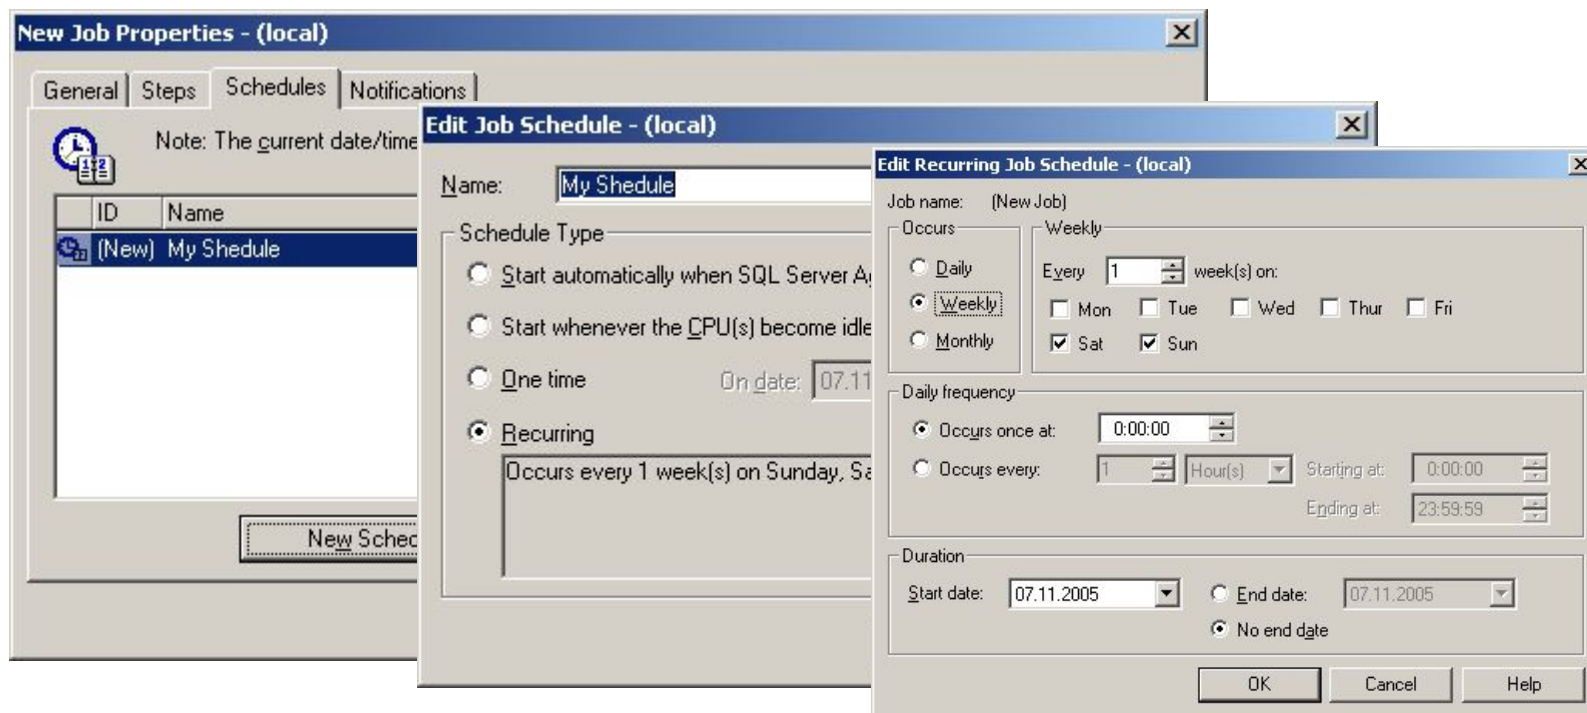 New Job Properties - (local)
General Steps Schedules Notifications
Note: The current date/time
ID Name
(New) My Shedule
New Sched
Edit Job Schedule - (local)
Name: My Shedule
Schedule Type
Start automatically when SQL Server
Start whenever the CPU(s) become idle
One time On date: 07.11
Recurring
Occurs every 1 week(s) on Sunday, Sa
Edit Recurring Job Schedule - (local)
Job name: (New Job)
Occurs
Daily
Weekly
Monthly
Weekly
Every 1 week(s) on:
Mon Tue Wed Thur Fri
Sat Sun
Daily frequency
Occurs once at: 0:00:00
Occurs every: 1 Hour(s) Starting at: 0:00:00
Ending at: 23:59:59
Duration
Start date: 07.11.2005 End date: 07.11.2005
No end date
OK Cancel Help